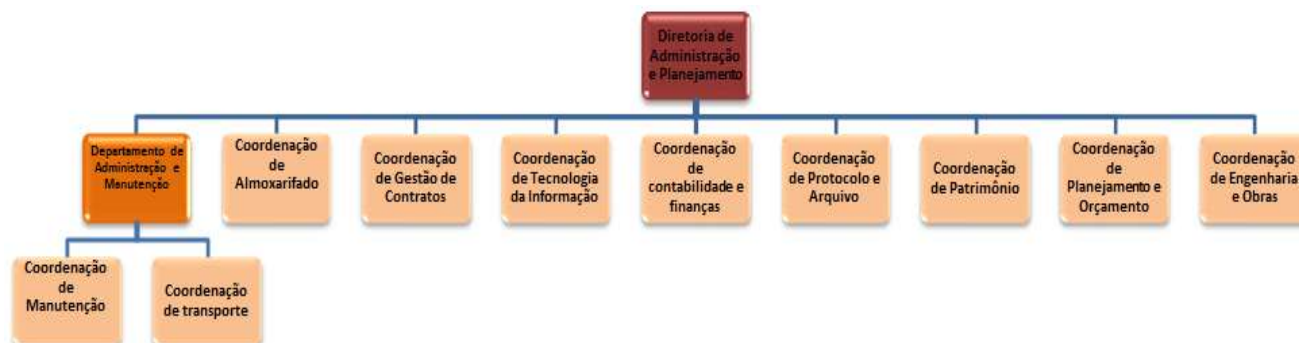 Diretoria de
Administração
e Planejamento
Departamento de
Administração e
Manutenção
Coordenação
de
Almoxarifado
Coordenação
de Gestão de
Contratos
Coordenação
de Tecnologia
da Informação
Coordenação
de
contabilidade e
finanças
Coordenação
de Protocolo e
Arquivo
Coordenação
de Patrimônio
Coordenação
de
Planejamento e
Orçamento
Coordenação
de Engenharia
e Obras
Coordenação
de
Manutenção
Coordenação
de transporte